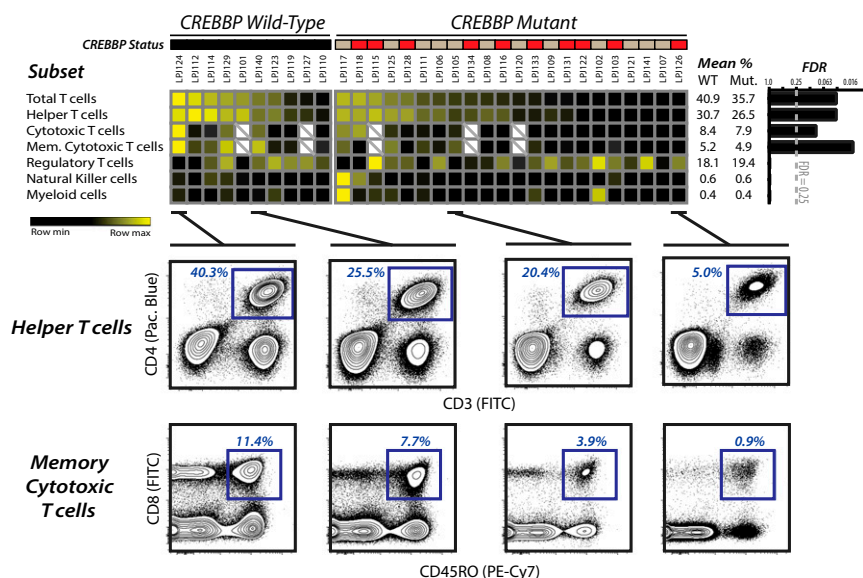 CREBBP Wild-Type CREBBP Mutant
CREBBP Status
Subset
LPJ124 LPJ112 LPJ114 LPJ129 LPJ101 LPJ140 LPJ123 LPJ119 LPJ127 LPJ110 LPJ117 LPJ118 LPJ115 LPJ125 LPJ128 LPJ111 LPJ106 LPJ105 LPJ134 LPJ108 LPJ116 LPJ120 LPJ133 LPJ109 LPJ131 LPJ122 LPJ102 LPJ103 LPJ121 LPJ141 LPJ107 LPJ126
Mean % FDR
WT Mut. 1.0 0.25 0.063 0.016
Total T cells 40.9 35.7
Helper T cells 30.7 26.5
Cytotoxic T cells 8.4 7.9
Mem. Cytotoxic T cells 5.2 4.9
Regulatory T cells 18.1 19.4
Natural Killer cells 0.6 0.6
Myeloid cells 0.4 0.4
FDR = 0.25
Row min Row max
40.3% 25.5% 20.4% 5.0%
Helper T cells
CD4 (Pac. Blue)
CD3 (FITC)
11.4% 7.7% 3.9% 0.9%
Memory
Cytotoxic
T cells
CD8 (FITC)
CD45RO (PE-Cy7)